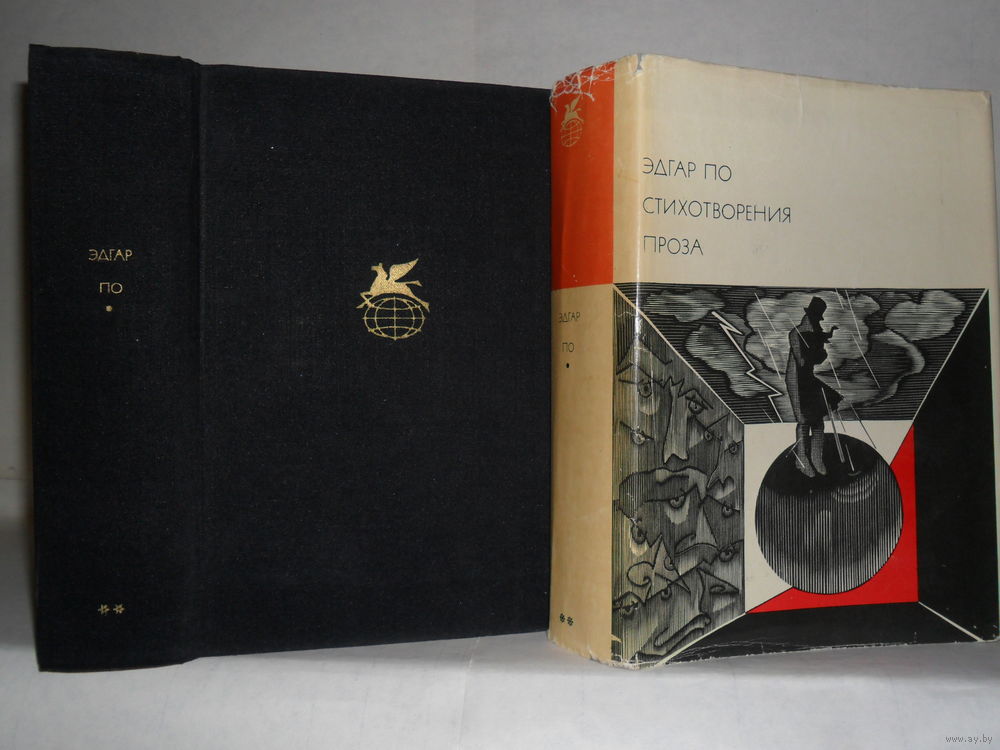 ЭДГАР
ПО
**
ЭДГАР
ПО
**
ЭДГАР ПО
СТИХОТВОРЕНИЯ
ПРОЗА
www.ay.by